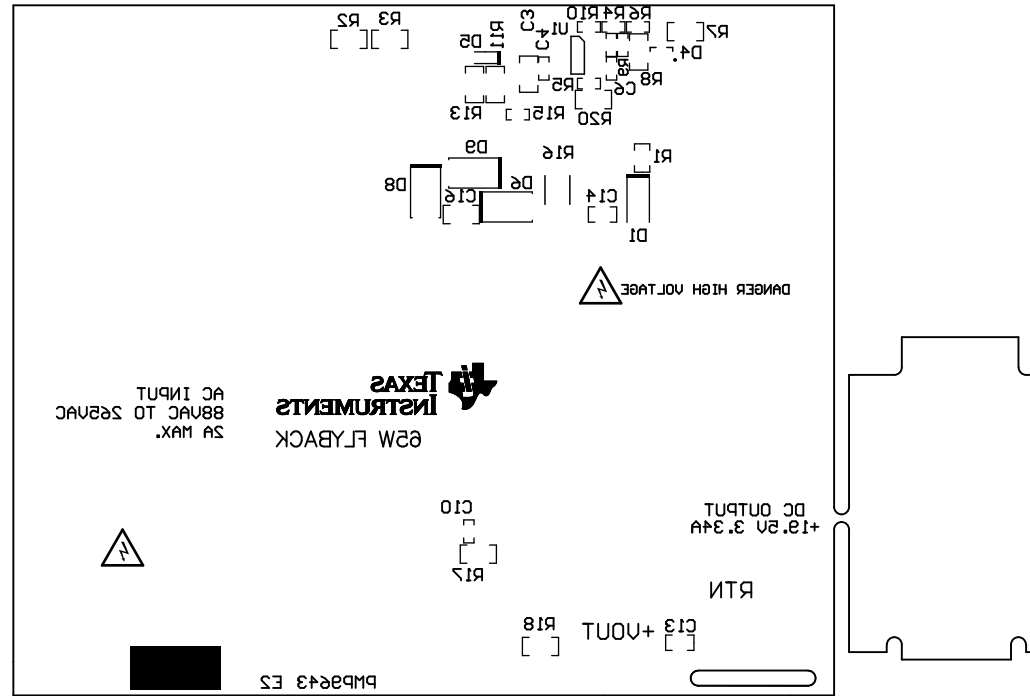 R2
R3
R11
D5
C3
C4
U1
R10
R4
R6
R7
D4
R9
R8
R5
C6
R20
R13
R15
D9
R16
R1
D8
C16
D6
C14
D1
DANGER HIGH VOLTAGE
TEXAS
INSTRUMENTS
65W FLYBACK
AC INPUT
88VAC TO 265VAC
2A MAX.
C10
R17
DC OUTPUT
+19.5V 3.34A
RTN
R18
+VOUT
C13
PMP9643 E2